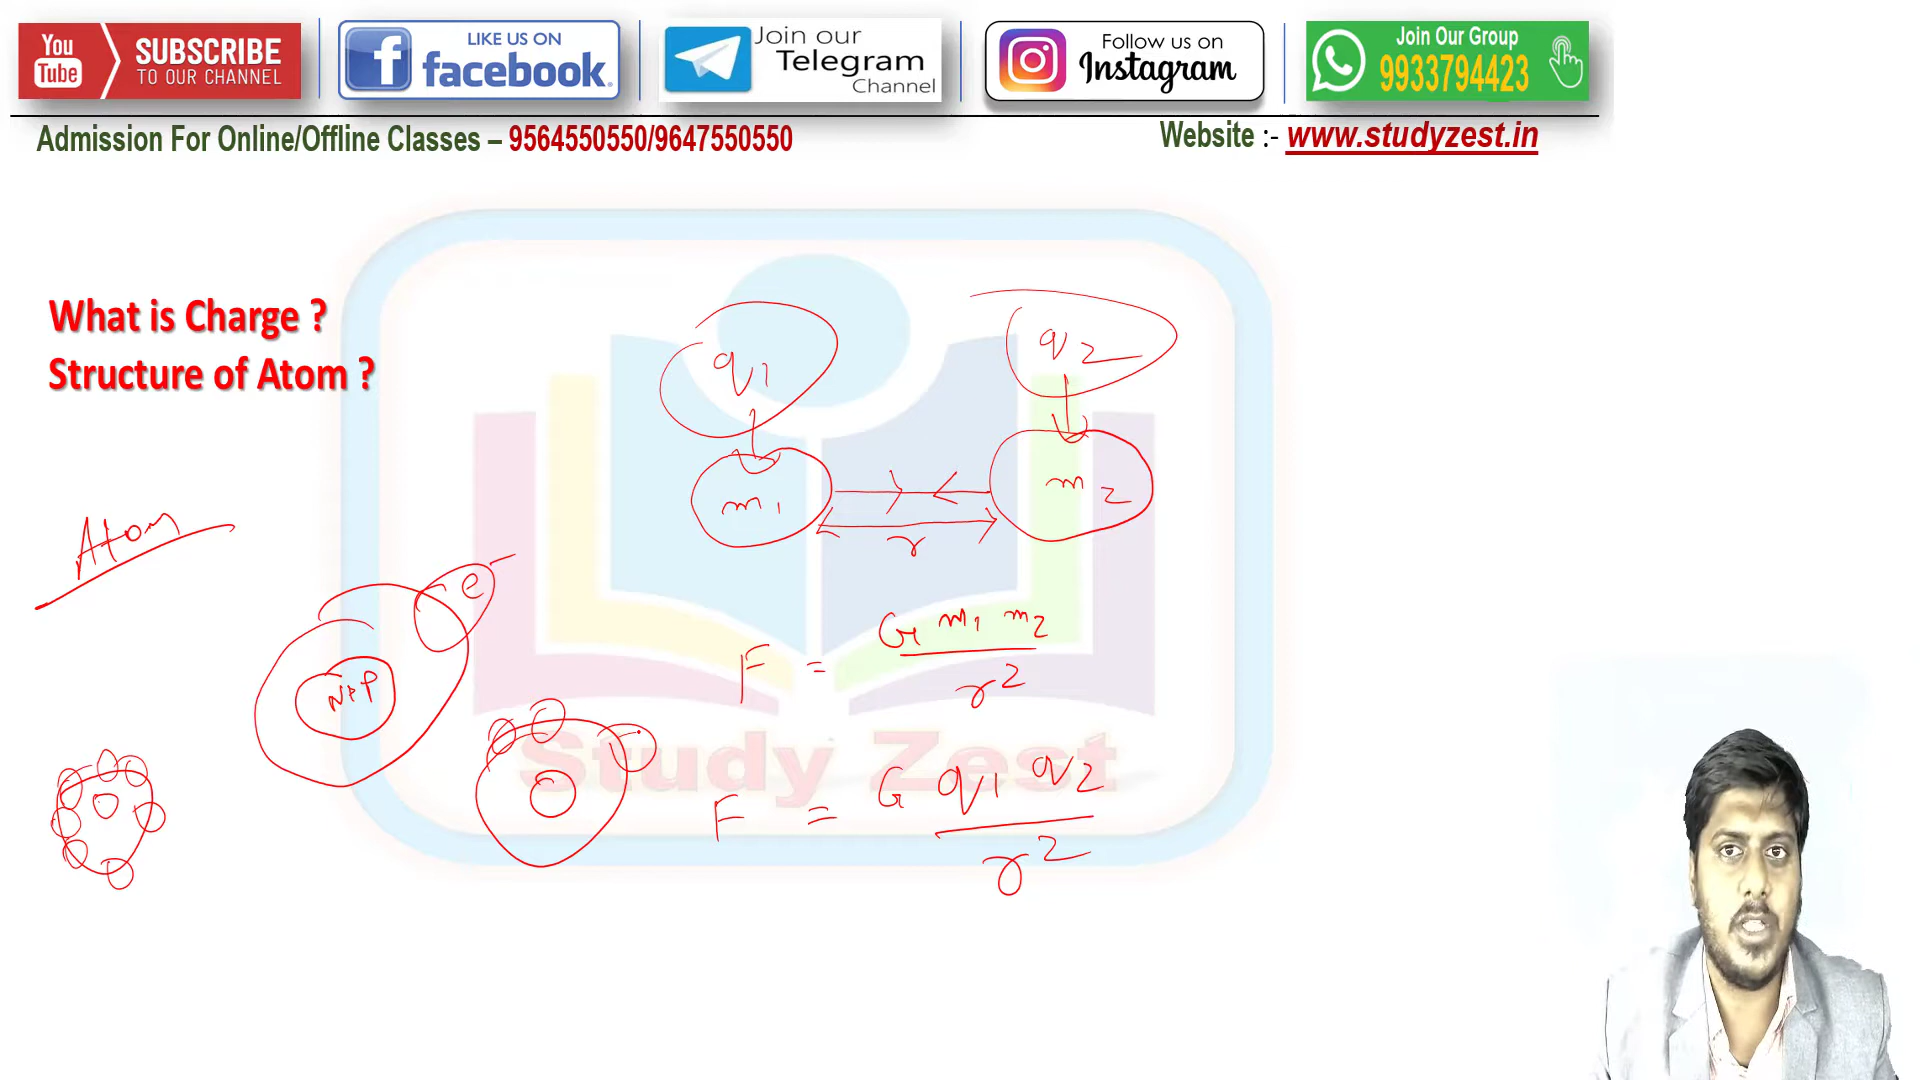 You Tube SUBSCRIBE TO OUR CHANNEL
LIKE US ON facebook.
Join our Telegram Channel
Follow us on Instagram
Join Our Group 9933794423
Admission For Online/Offline Classes – 9564550550/9647550550
Website :- www.studyzest.in
What is Charge ?
Structure of Atom ?
q1
q2
m1
m2
r
Atom
e-
N+P
F = G m1 m2 / r2
Study Zest
F = G q1 q2 / r2